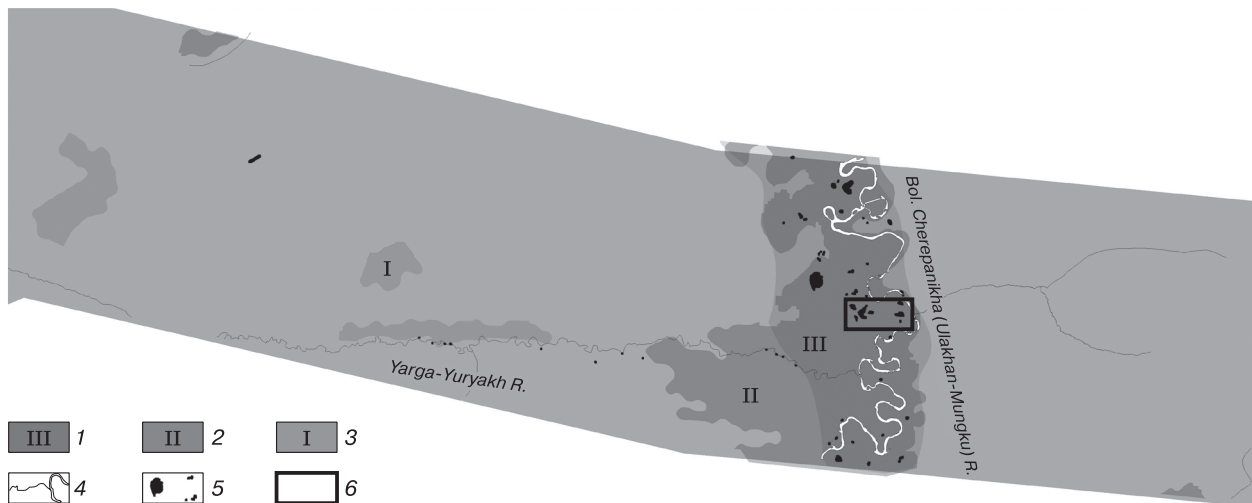 I
Bol. Cherepanikha (Ulakhan-Mungku) R.
III
Yarga-Yuryakh R.
II
III 1 II 2 I 3
4 5 6